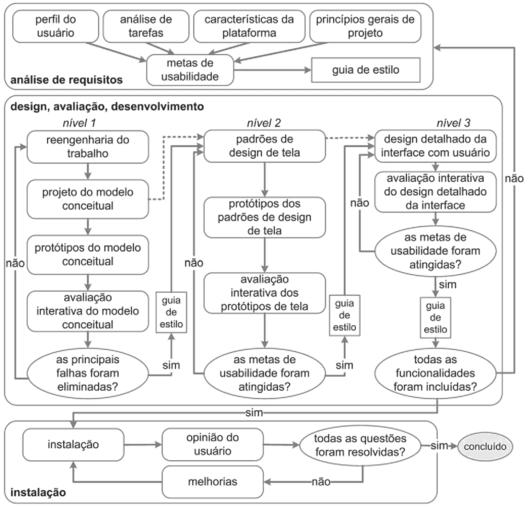 perfil do
usuário
análise de
tarefas
características da
plataforma
princípios gerais de
projeto
metas de
usabilidade
guia de estilo
análise de requisitos
design, avaliação, desenvolvimento
nível 1
reengenharia do
trabalho
projeto do modelo
conceitual
protótipos do modelo
conceitual
avaliação
interativa do modelo
conceitual
as principais
falhas foram
eliminadas?
não
sim
guia
de
estilo
nível 2
padrões de
design de tela
protótipos dos
padrões de design
de tela
avaliação
interativa dos
protótipos de tela
as metas de
usabilidade foram
atingidas?
não
sim
guia
de
estilo
nível 3
design detalhado da
interface com usuário
avaliação interativa
do design detalhado
da interface
as metas de
usabilidade foram
atingidas?
não
sim
guia
de
estilo
todas as
funcionalidades
foram incluídas?
não
sim
instalação
opinião do
usuário
todas as questões
foram resolvidas?
sim
concluído
não
melhorias
instalação